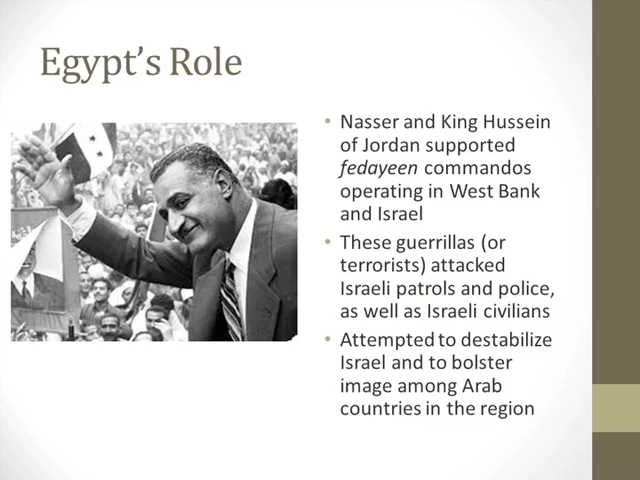 Egypt's Role
• Nasser and King Hussein
of Jordan supported
fedayeen commandos
operating in West Bank
and Israel
• These guerrillas (or
terrorists) attacked
Israeli patrols and police,
as well as Israeli civilians
• Attempted to destabilize
Israel and to bolster
image among Arab
countries in the region